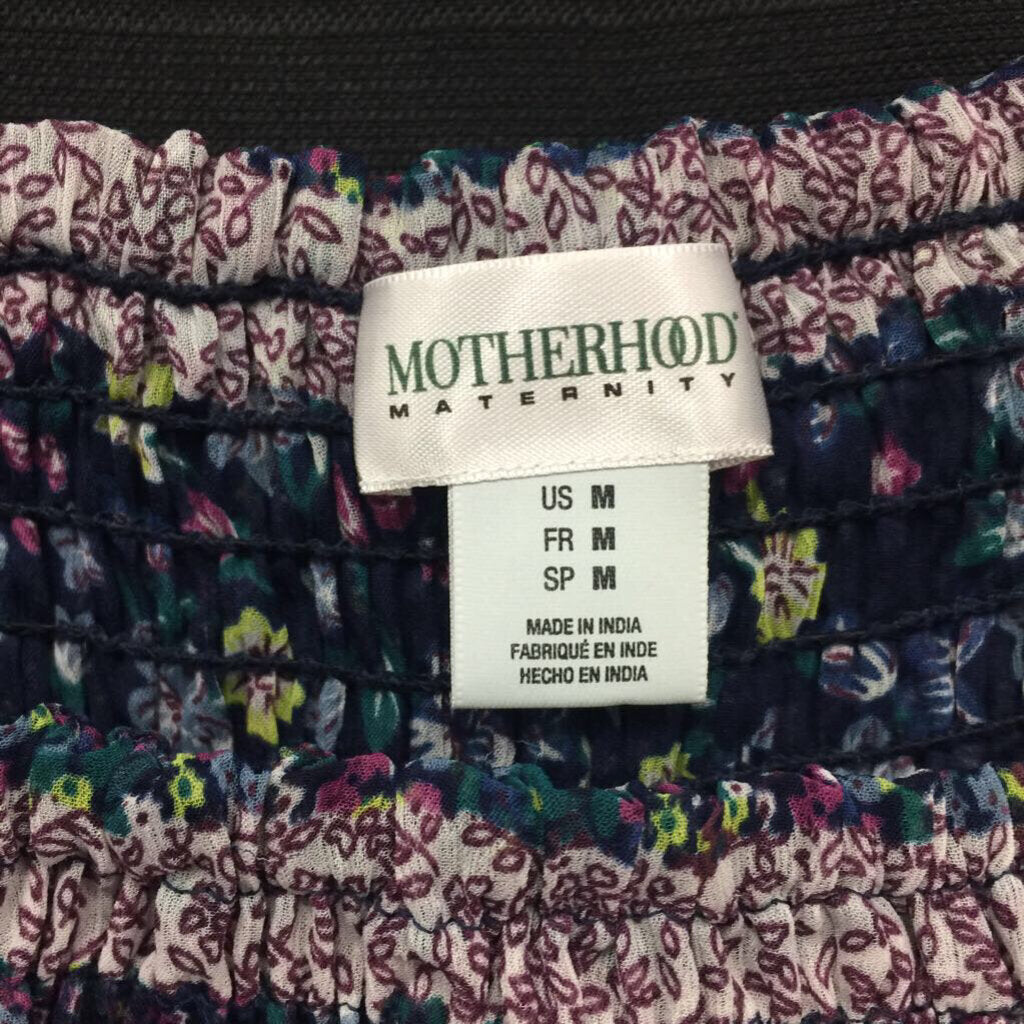 MOTHERHOOD®
MATERNITY
US M
FR M
SP M
MADE IN INDIA
FABRIQUÉ EN INDE
HECHO EN INDIA